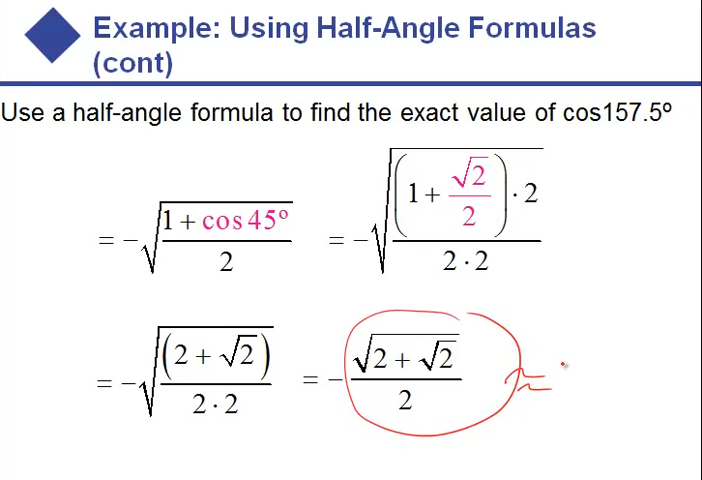 Example: Using Half-Angle Formulas
(cont)
Use a half-angle formula to find the exact value of cos157.5º
= -√((1 + cos 45º)/2) = -√(((1 + √2/2) · 2)/(2 · 2))
= -√((2 + √2)/(2 · 2)) = -√(2 + √2)/2 ≈